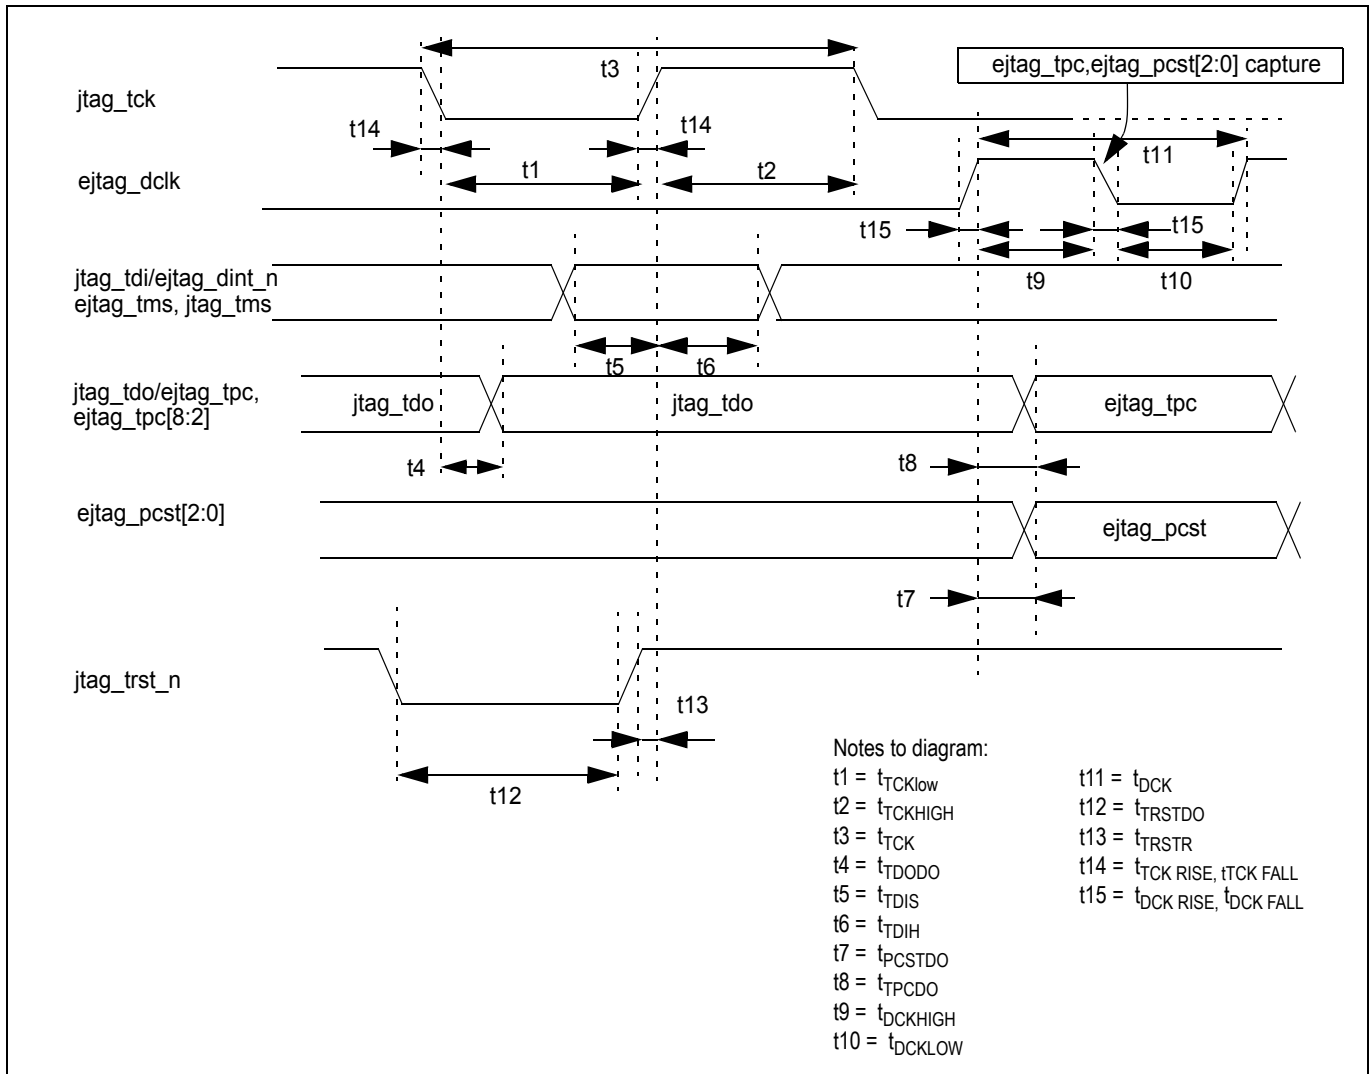 t3
ejtag_tpc,ejtag_pcst[2:0] capture
jtag_tck
t14
t14
t11
t1
t2
ejtag_dclk
t15
t15
jtag_tdi/ejtag_dint_n
ejtag_tms, jtag_tms
t9
t10
t5
t6
jtag_tdo/ejtag_tpc,
ejtag_tpc[8:2]
jtag_tdo
jtag_tdo
ejtag_tpc
t4
t8
ejtag_pcst[2:0]
ejtag_pcst
t7
jtag_trst_n
t13
t12
Notes to diagram:
t1 = tTCKlow
t2 = tTCKHIGH
t3 = tTCK
t4 = tTDODO
t5 = tTDIS
t6 = tTDIH
t7 = tPCSTDO
t8 = tTPCDO
t9 = tDCKHIGH
t10 = tDCKLOW
t11 = tDCK
t12 = tTRSTDO
t13 = tTRSTR
t14 = tTCK RISE, tTCK FALL
t15 = tDCK RISE, tDCK FALL